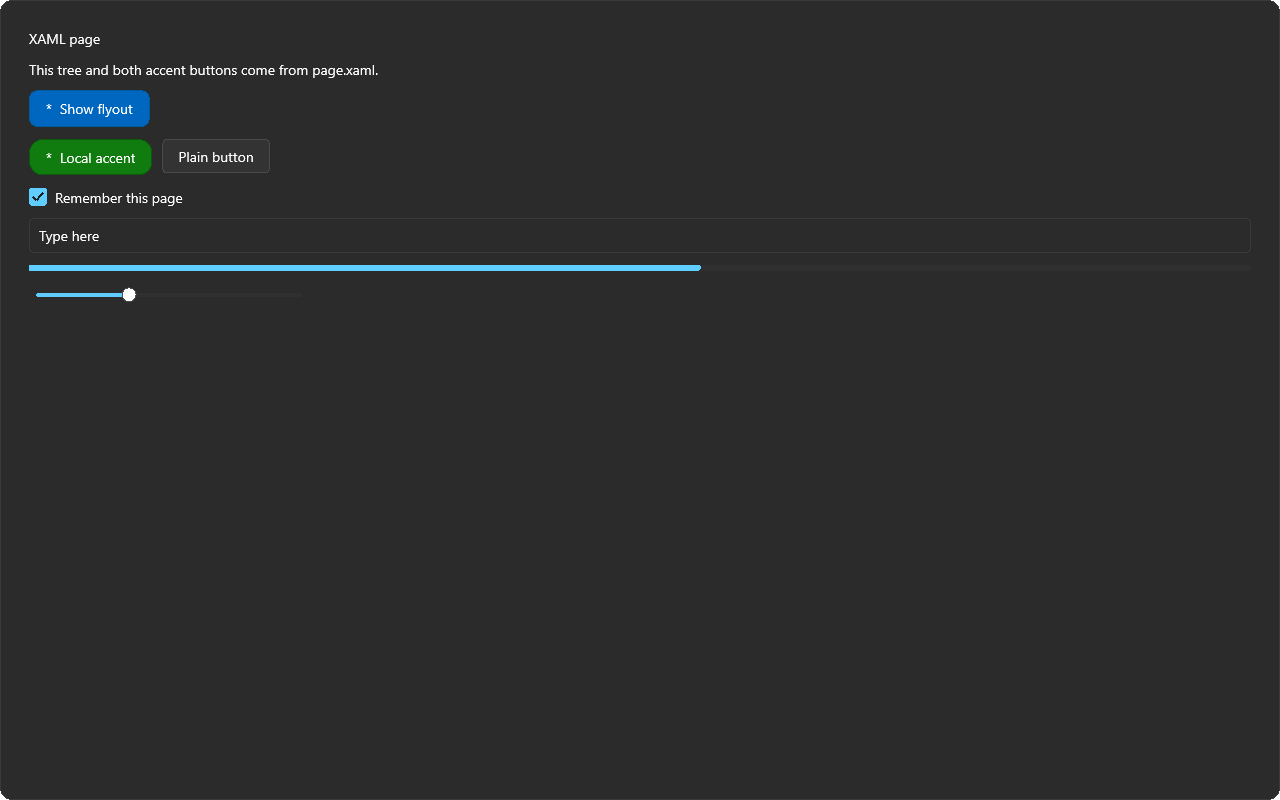 XAML page
This tree and both accent buttons come from page.xaml.
* Show flyout
* Local accent
Plain button
Remember this page
Type here